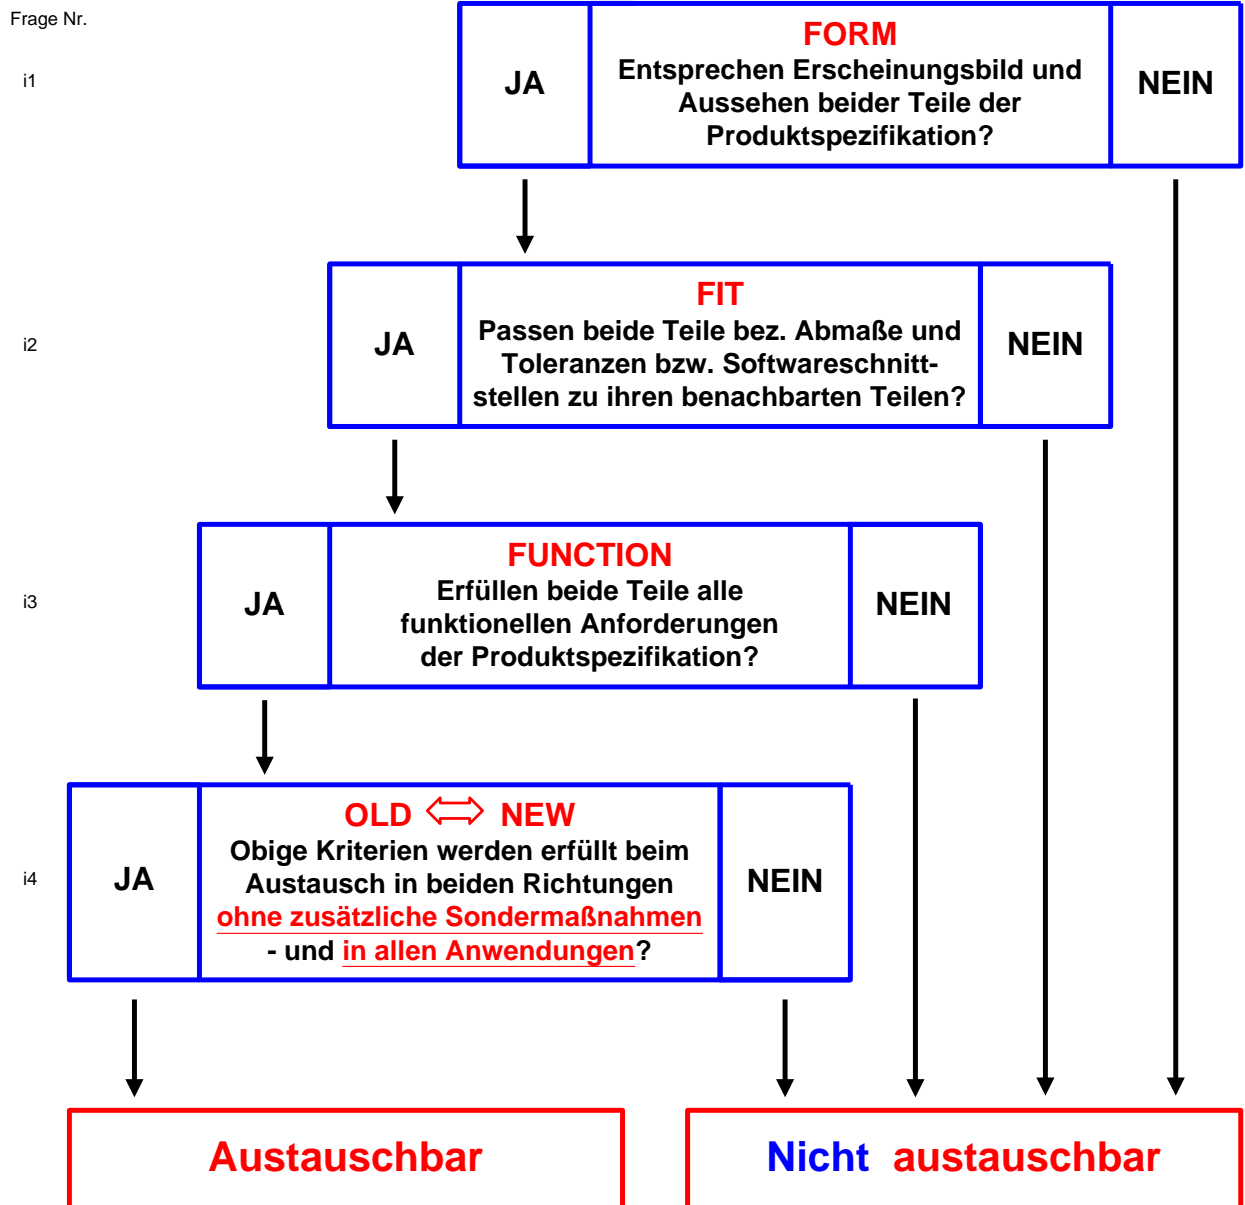 Frage Nr.
i1
JA
FORM
Entsprechen Erscheinungsbild und
Aussehen beider Teile der
Produktspezifikation?
NEIN
i2
JA
FIT
Passen beide Teile bez. Abmaße und
Toleranzen bzw. Softwareschnitt-
stellen zu ihren benachbarten Teilen?
NEIN
i3
JA
FUNCTION
Erfüllen beide Teile alle
funktionellen Anforderungen
der Produktspezifikation?
NEIN
i4
JA
OLD NEW
Obige Kriterien werden erfüllt beim
Austausch in beiden Richtungen
ohne zusätzliche Sondermaßnahmen
- und in allen Anwendungen?
NEIN
Austauschbar
Nicht austauschbar